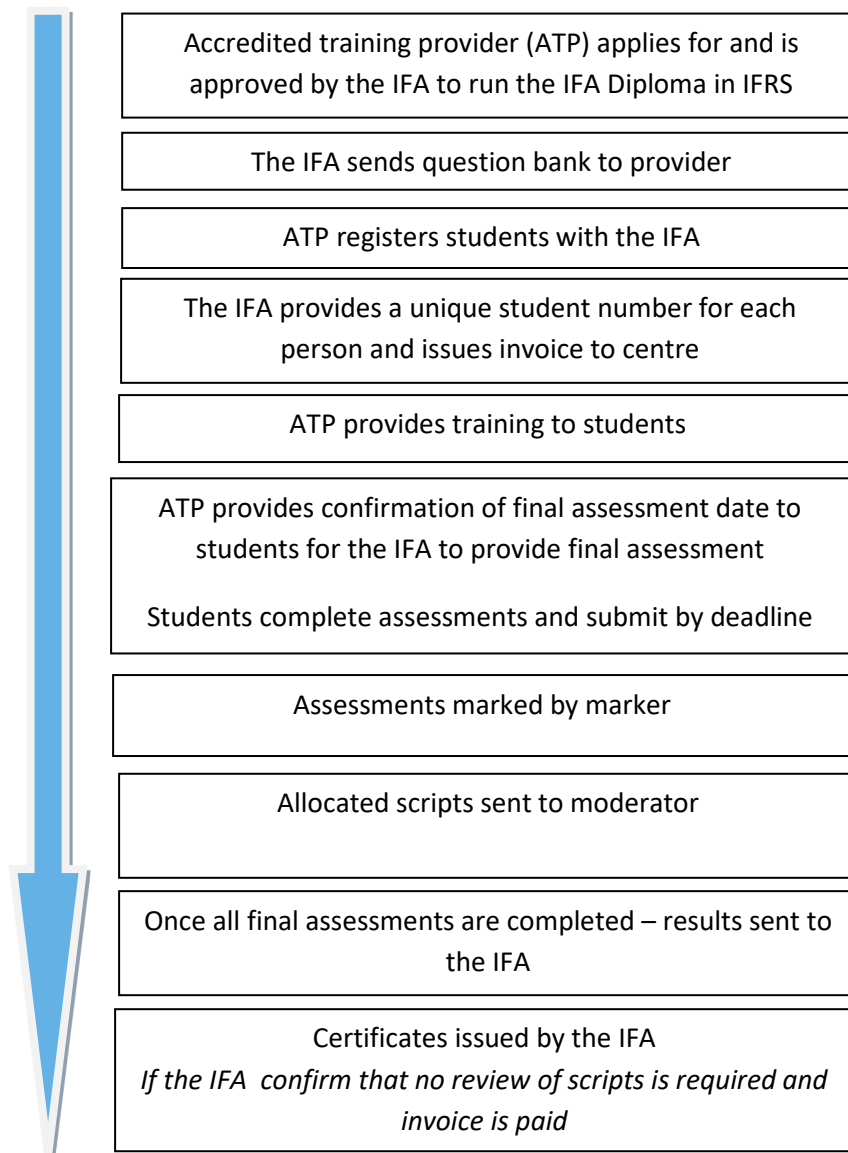 Accredited training provider (ATP) applies for and is
approved by the IFA to run the IFA Diploma in IFRS
The IFA sends question bank to provider
ATP registers students with the IFA
The IFA provides a unique student number for each
person and issues invoice to centre
ATP provides training to students
ATP provides confirmation of final assessment date to
students for the IFA to provide final assessment
Students complete assessments and submit by deadline
Assessments marked by marker
Allocated scripts sent to moderator
Once all final assessments are completed – results sent to
the IFA
Certificates issued by the IFA
If the IFA  confirm that no review of scripts is required and
invoice is paid